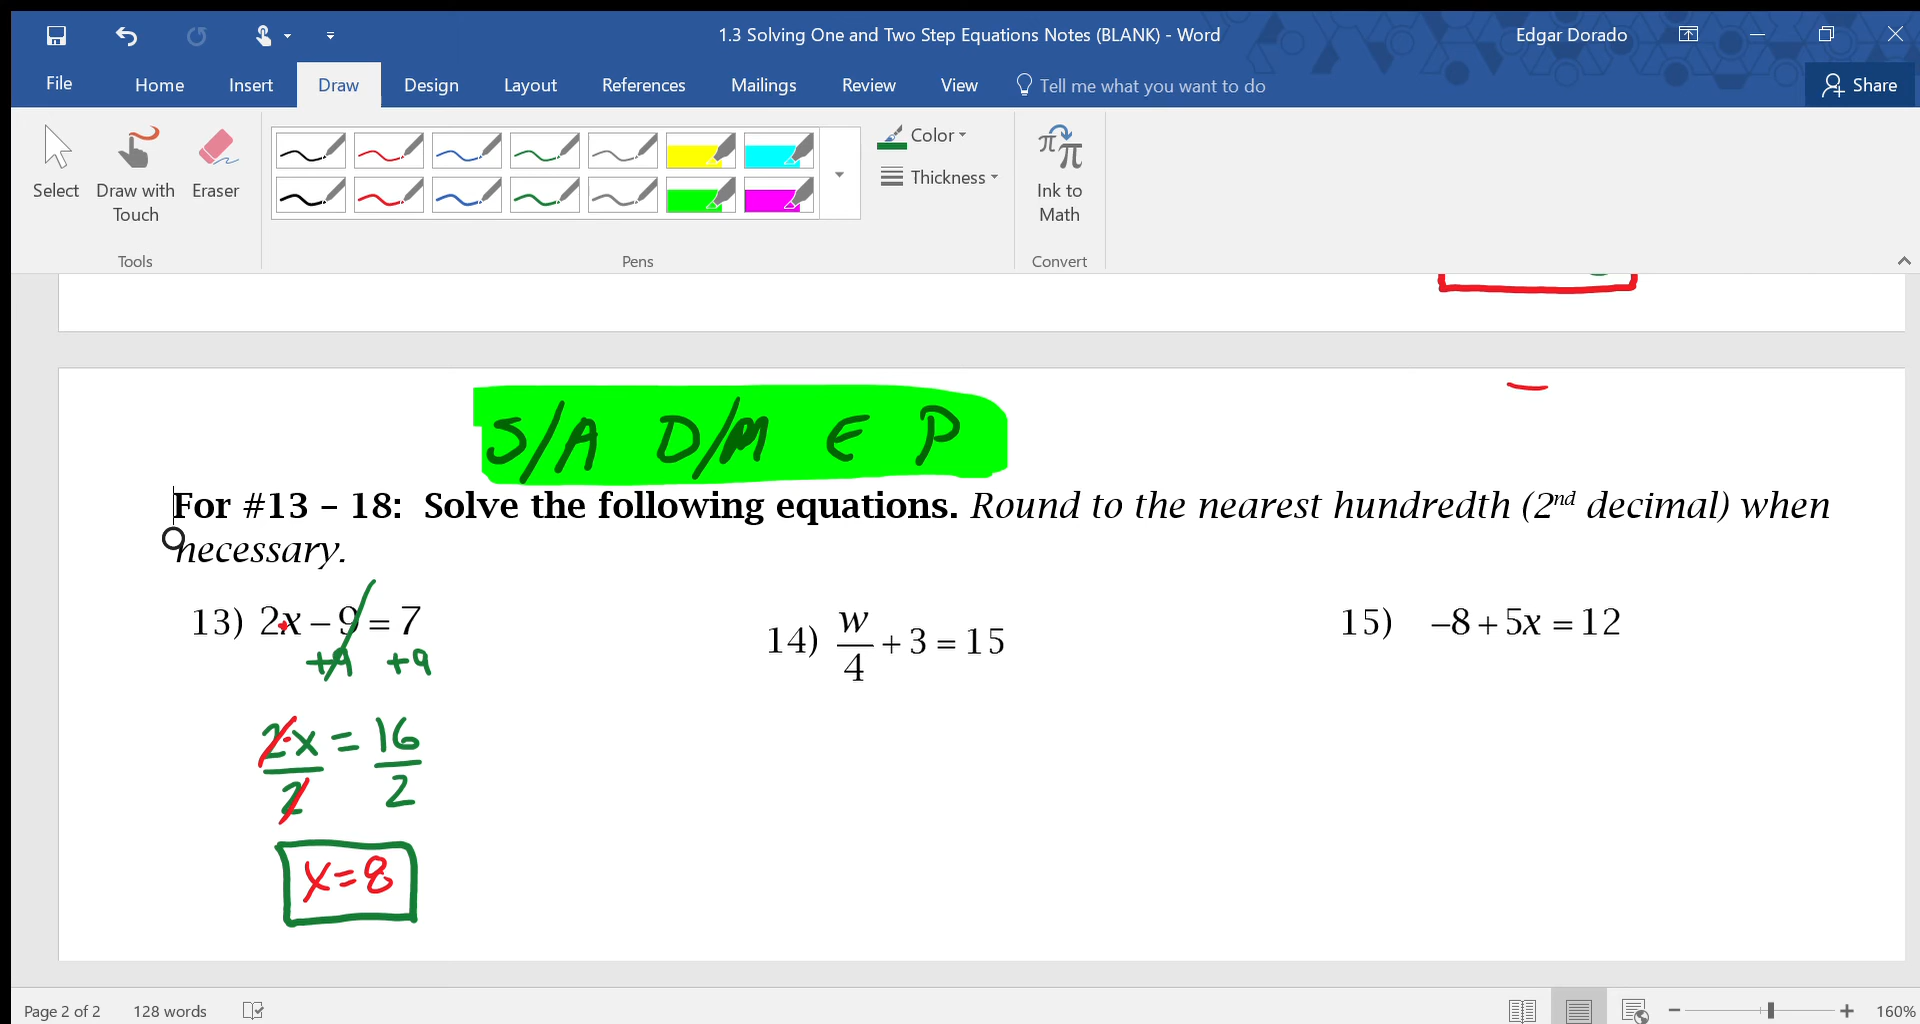 1.3 Solving One and Two Step Equations Notes (BLANK) - Word
Edgar Dorado
File Home Insert Draw Design Layout References Mailings Review View Tell me what you want to do Share
Select
Draw with Touch
Eraser
Tools
Pens
Color
Thickness
Ink to Math
Convert
S/A D/M E P
For #13 – 18: Solve the following equations. Round to the nearest hundredth (2nd decimal) when
necessary.
13) 2x – 9 = 7
+9 +9
2·x = 16
2 2
x=8
14) w/4 + 3 = 15
15) –8 + 5x = 12
Page 2 of 2 128 words 160%